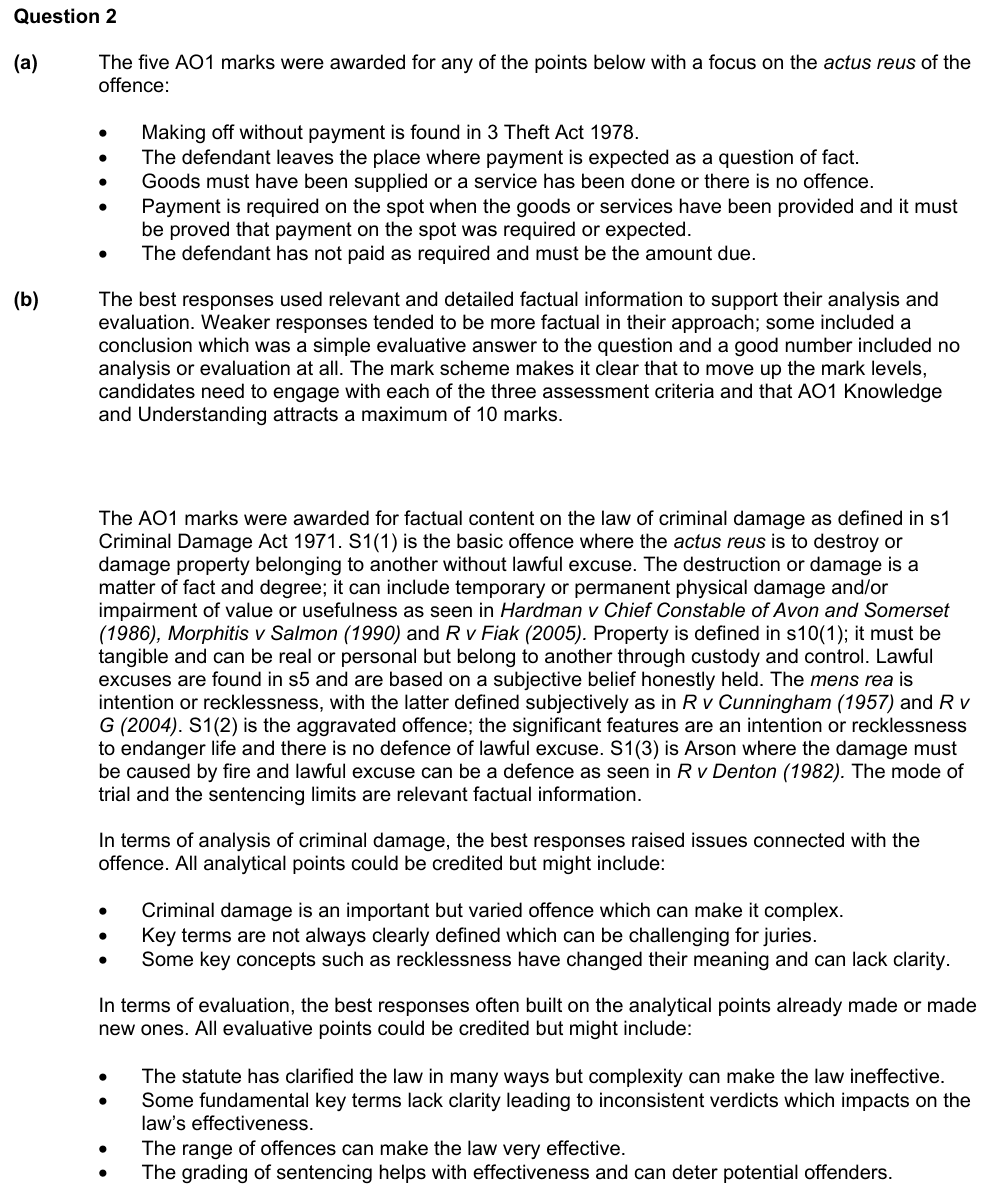 Question 2
(a) The five AO1 marks were awarded for any of the points below with a focus on the actus reus of the
offence:
• Making off without payment is found in 3 Theft Act 1978.
• The defendant leaves the place where payment is expected as a question of fact.
• Goods must have been supplied or a service has been done or there is no offence.
• Payment is required on the spot when the goods or services have been provided and it must
be proved that payment on the spot was required or expected.
• The defendant has not paid as required and must be the amount due.
(b) The best responses used relevant and detailed factual information to support their analysis and
evaluation. Weaker responses tended to be more factual in their approach; some included a
conclusion which was a simple evaluative answer to the question and a good number included no
analysis or evaluation at all. The mark scheme makes it clear that to move up the mark levels,
candidates need to engage with each of the three assessment criteria and that AO1 Knowledge
and Understanding attracts a maximum of 10 marks.
The AO1 marks were awarded for factual content on the law of criminal damage as defined in s1
Criminal Damage Act 1971. S1(1) is the basic offence where the actus reus is to destroy or
damage property belonging to another without lawful excuse. The destruction or damage is a
matter of fact and degree; it can include temporary or permanent physical damage and/or
impairment of value or usefulness as seen in Hardman v Chief Constable of Avon and Somerset
(1986), Morphitis v Salmon (1990) and R v Fiak (2005). Property is defined in s10(1); it must be
tangible and can be real or personal but belong to another through custody and control. Lawful
excuses are found in s5 and are based on a subjective belief honestly held. The mens rea is
intention or recklessness, with the latter defined subjectively as in R v Cunningham (1957) and R v
G (2004). S1(2) is the aggravated offence; the significant features are an intention or recklessness
to endanger life and there is no defence of lawful excuse. S1(3) is Arson where the damage must
be caused by fire and lawful excuse can be a defence as seen in R v Denton (1982). The mode of
trial and the sentencing limits are relevant factual information.
In terms of analysis of criminal damage, the best responses raised issues connected with the
offence. All analytical points could be credited but might include:
• Criminal damage is an important but varied offence which can make it complex.
• Key terms are not always clearly defined which can be challenging for juries.
• Some key concepts such as recklessness have changed their meaning and can lack clarity.
In terms of evaluation, the best responses often built on the analytical points already made or made
new ones. All evaluative points could be credited but might include:
• The statute has clarified the law in many ways but complexity can make the law ineffective.
• Some fundamental key terms lack clarity leading to inconsistent verdicts which impacts on the
law's effectiveness.
• The range of offences can make the law very effective.
• The grading of sentencing helps with effectiveness and can deter potential offenders.